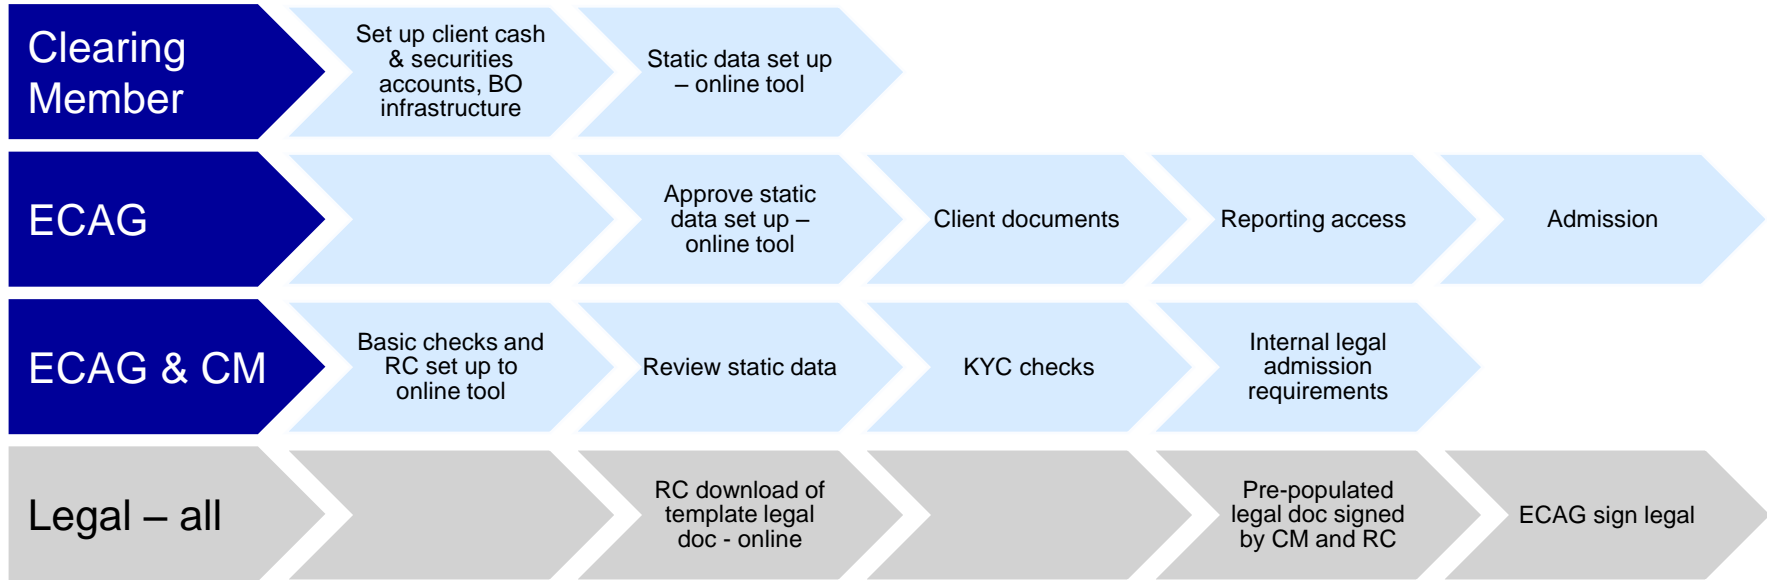 Clearing
Member
Set up client cash
& securities
accounts, BO
infrastructure
Static data set up
– online tool
ECAG
Approve static
data set up –
online tool
Client documents
Reporting access
Admission
ECAG & CM
Basic checks and
RC set up to
online tool
Review static data
KYC checks
Internal legal
admission
requirements
Legal – all
RC download of
template legal
doc - online
Pre-populated
legal doc signed
by CM and RC
ECAG sign legal